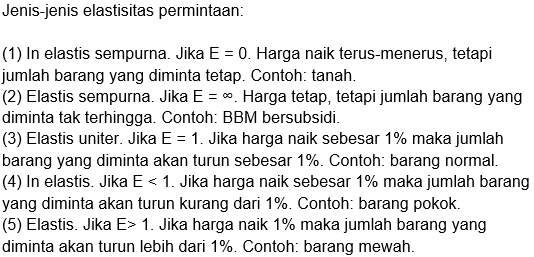 Jenis-jenis elastisitas permintaan:
(1) In elastis sempurna. Jika E = 0. Harga naik terus-menerus, tetapi
jumlah barang yang diminta tetap. Contoh: tanah.
(2) Elastis sempurna. Jika E = ∞. Harga tetap, tetapi jumlah barang yang
diminta tak terhingga. Contoh: BBM bersubsidi.
(3) Elastis uniter. Jika E = 1. Jika harga naik sebesar 1% maka jumlah
barang yang diminta akan turun sebesar 1%. Contoh: barang normal.
(4) In elastis. Jika E < 1. Jika harga naik sebesar 1% maka jumlah barang
yang diminta akan turun kurang dari 1%. Contoh: barang pokok.
(5) Elastis. Jika E> 1. Jika harga naik 1% maka jumlah barang yang
diminta akan turun lebih dari 1%. Contoh: barang mewah.